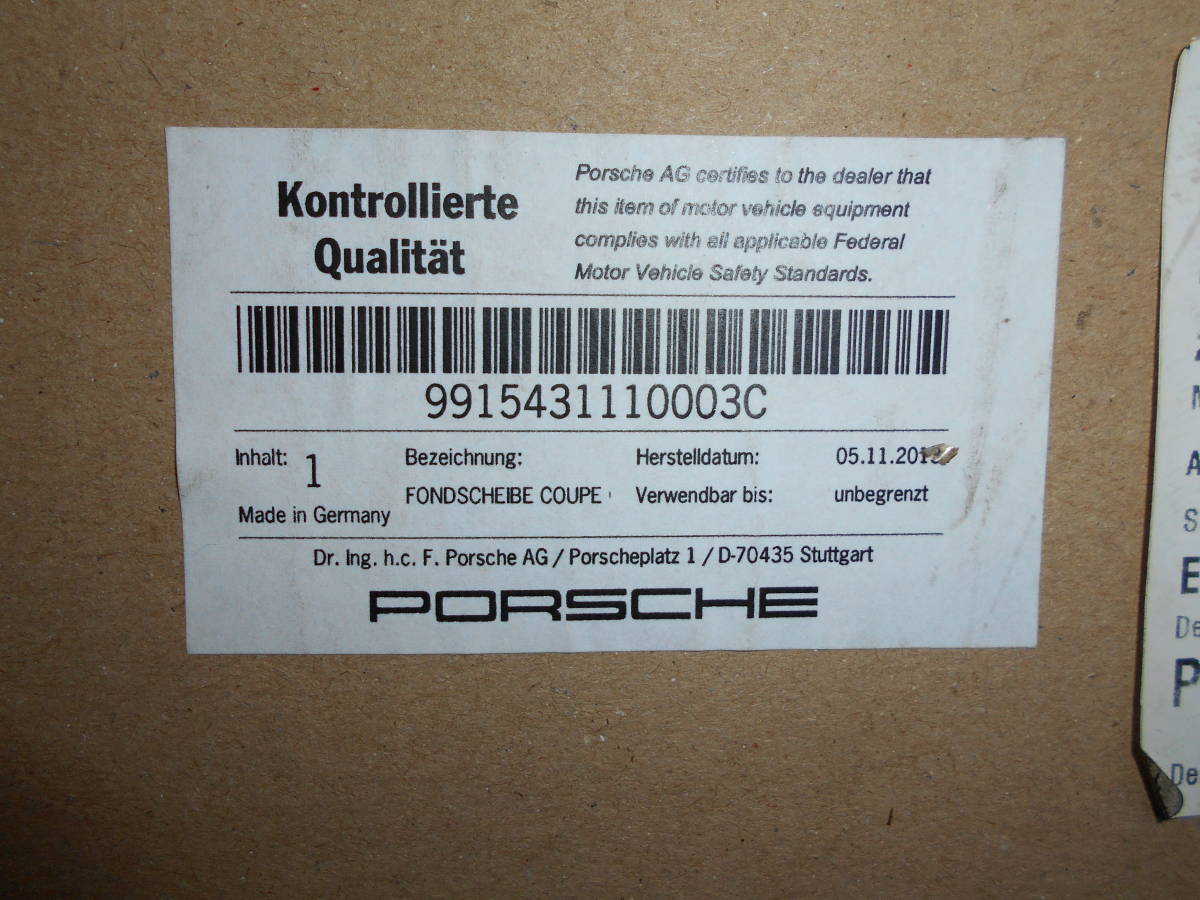 Kontrollierte
Qualität
Porsche AG certifies to the dealer that
this item of motor vehicle equipment
complies with all applicable Federal
Motor Vehicle Safety Standards.
9915431110003C
Inhalt: 1
Made in Germany
Bezeichnung:
FONDSCHEIBE COUPE
Herstelldatum:
Verwendbar bis: unbegrenzt
Dr. Ing. h.c. F. Porsche AG / Porscheplatz 1 / D-70435 Stuttgart
PORSCHE